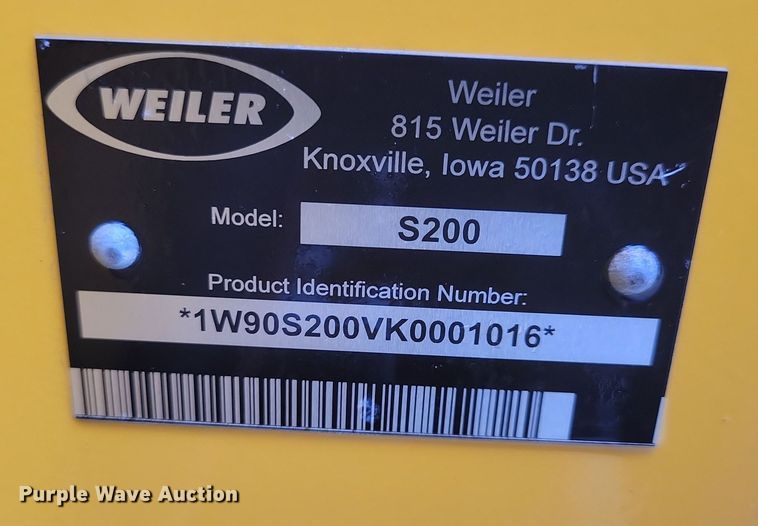 WEILER
Weiler
815 Weiler Dr.
Knoxville, Iowa 50138 USA
Model: S200
Product Identification Number:
*1W90S200VK0001016*
Purple Wave Auction